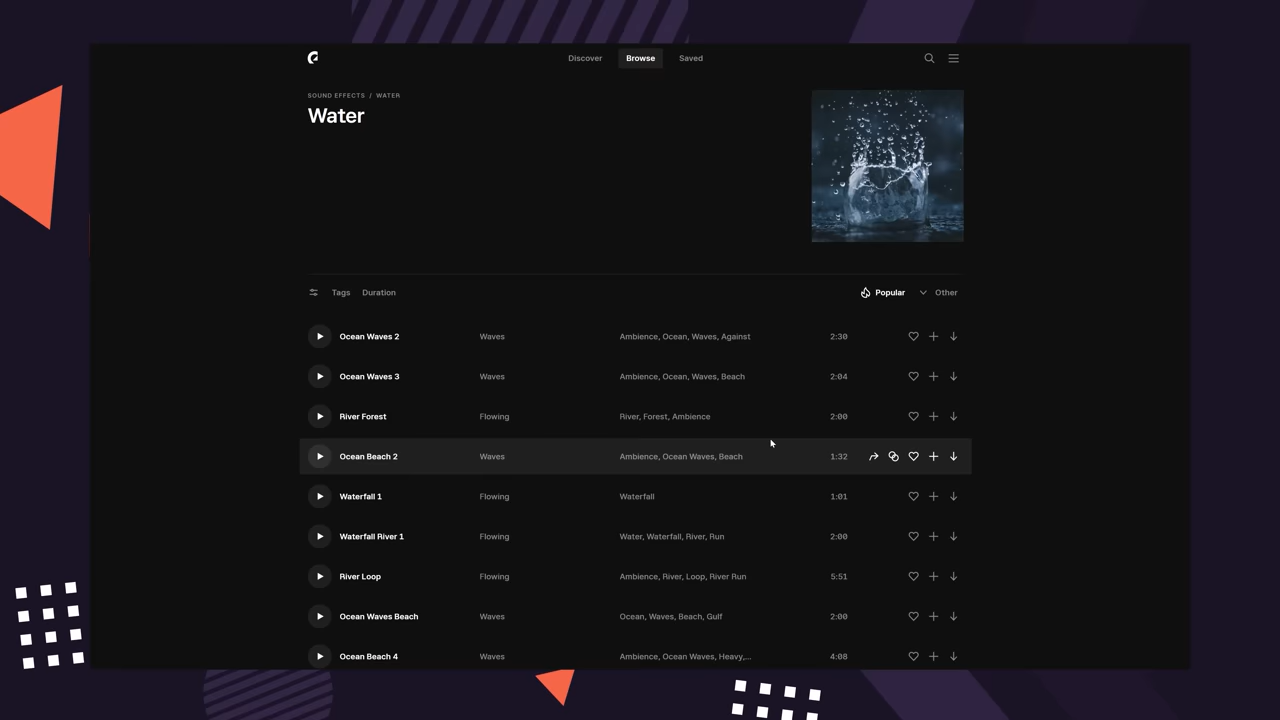 Discover Browse Saved
SOUND EFFECTS / WATER
Water
Tags Duration Popular Other
Ocean Waves 2 Waves Ambience, Ocean, Waves, Against 2:30
Ocean Waves 3 Waves Ambience, Ocean, Waves, Beach 2:04
River Forest Flowing River, Forest, Ambience 2:00
Ocean Beach 2 Waves Ambience, Ocean Waves, Beach 1:32
Waterfall 1 Flowing Waterfall 1:01
Waterfall River 1 Flowing Water, Waterfall, River, Run 2:00
River Loop Flowing Ambience, River, Loop, River Run 5:51
Ocean Waves Beach Waves Ocean, Waves, Beach, Gulf 2:00
Ocean Beach 4 Waves Ambience, Ocean Waves, Heavy,... 4:08